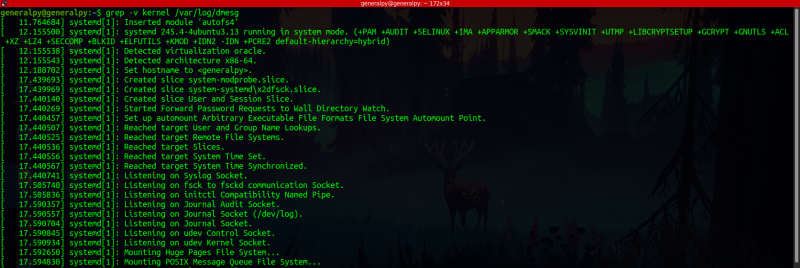 generalpy@generalpy: ~ 172x34
generalpy@generalpy:~$ grep -v kernel /var/log/dmesg
[   11.764684] systemd[1]: Inserted module 'autofs4'
[   12.155500] systemd[1]: systemd 245.4-4ubuntu3.13 running in system mode. (+PAM +AUDIT +SELINUX +IMA +APPARMOR +SMACK +SYSVINIT +UTMP +LIBCRYPTSETUP +GCRYPT +GNUTLS +ACL
+XZ +LZ4 +SECCOMP +BLKID +ELFUTILS +KMOD +IDN2 -IDN +PCRE2 default-hierarchy=hybrid)
[   12.155538] systemd[1]: Detected virtualization oracle.
[   12.155543] systemd[1]: Detected architecture x86-64.
[   12.188702] systemd[1]: Set hostname to <generalpy>.
[   17.439693] systemd[1]: Created slice system-modprobe.slice.
[   17.439969] systemd[1]: Created slice system-systemd\x2dfsck.slice.
[   17.440140] systemd[1]: Created slice User and Session Slice.
[   17.440269] systemd[1]: Started Forward Password Requests to Wall Directory Watch.
[   17.440457] systemd[1]: Set up automount Arbitrary Executable File Formats File System Automount Point.
[   17.440507] systemd[1]: Reached target User and Group Name Lookups.
[   17.440525] systemd[1]: Reached target Remote File Systems.
[   17.440536] systemd[1]: Reached target Slices.
[   17.440556] systemd[1]: Reached target System Time Set.
[   17.440567] systemd[1]: Reached target System Time Synchronized.
[   17.440741] systemd[1]: Listening on Syslog Socket.
[   17.505740] systemd[1]: Listening on fsck to fsckd communication Socket.
[   17.505836] systemd[1]: Listening on initctl Compatibility Named Pipe.
[   17.590357] systemd[1]: Listening on Journal Audit Socket.
[   17.590557] systemd[1]: Listening on Journal Socket (/dev/log).
[   17.590704] systemd[1]: Listening on Journal Socket.
[   17.590845] systemd[1]: Listening on udev Control Socket.
[   17.590934] systemd[1]: Listening on udev Kernel Socket.
[   17.592650] systemd[1]: Mounting Huge Pages File System...
[   17.594830] systemd[1]: Mounting POSIX Message Queue File System...